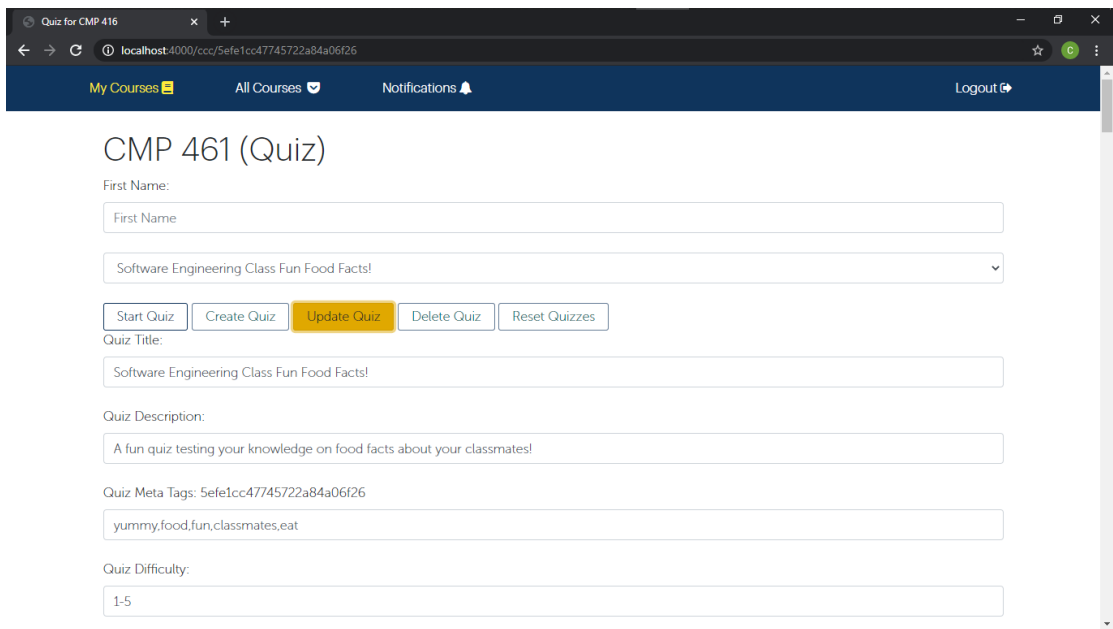 Quiz for CMP 416
localhost:4000/ccc/5efe1cc47745722a84a06f26
C
My Courses All Courses Notifications Logout
CMP 461 (Quiz)
First Name:
First Name
Software Engineering Class Fun Food Facts!
Start Quiz Create Quiz Update Quiz Delete Quiz Reset Quizzes
Quiz Title:
Software Engineering Class Fun Food Facts!
Quiz Description:
A fun quiz testing your knowledge on food facts about your classmates!
Quiz Meta Tags: 5efe1cc47745722a84a06f26
yummy,food,fun,classmates,eat
Quiz Difficulty:
1-5